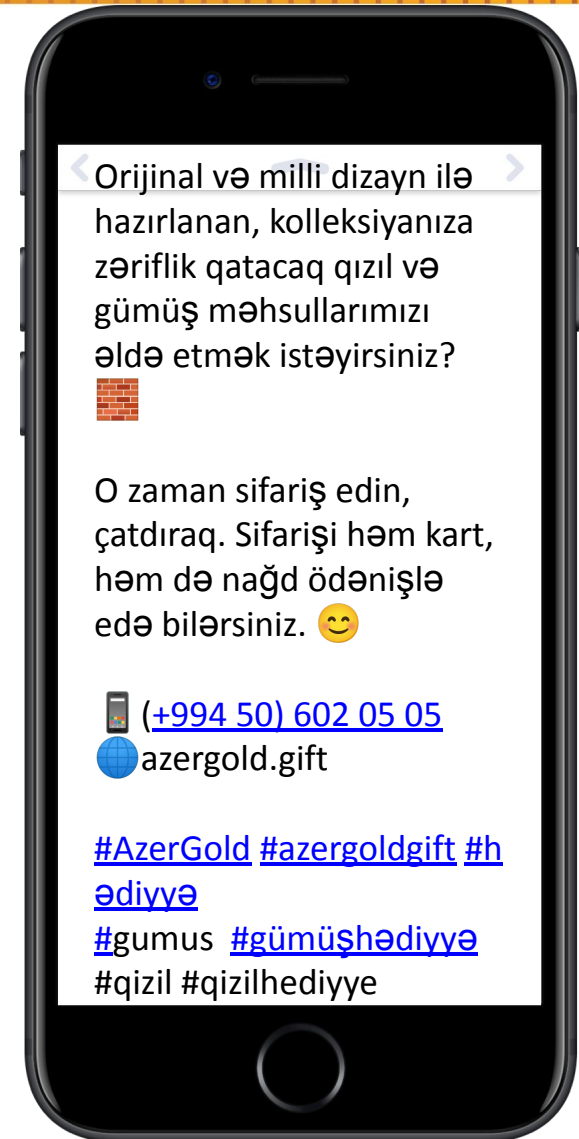 Orijinal və milli dizayn ilə
hazırlanan, kolleksiyanıza
zəriflik qatacaq qızıl və
gümüş məhsullarımızı
əldə etmək istəyirsiniz?
🧱
O zaman sifariş edin,
çatdıraq. Sifarişi həm kart,
həm də nağd ödənişlə
edə bilərsiniz. 😊
📱(+994 50) 602 05 05
🌐azergold.gift
#AzerGold #azergoldgift #h
ədiyyə
#gumus #gümüşhədiyyə
#qizil #qizilhediyye